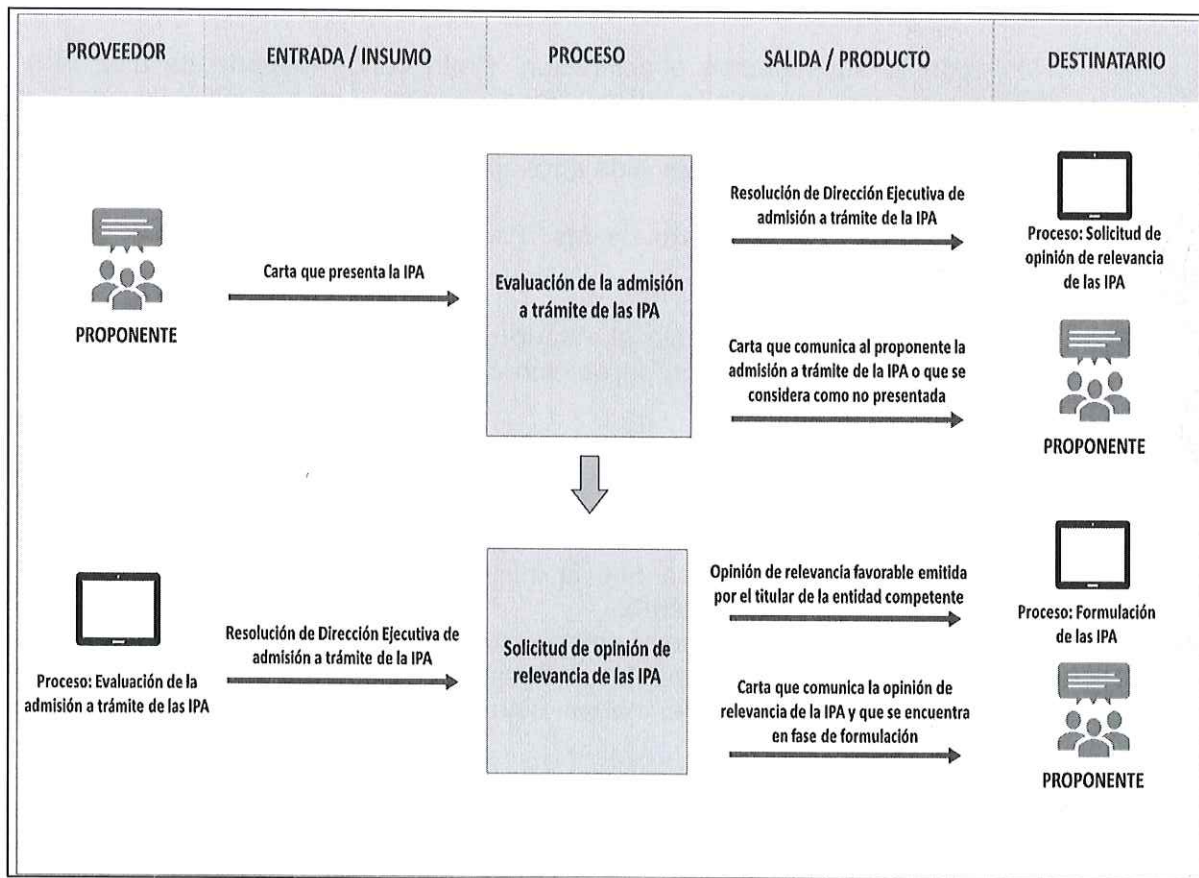 PROVEEDOR
ENTRADA / INSUMO
PROCESO
SALIDA / PRODUCTO
DESTINATARIO
PROPONENTE
Carta que presenta la IPA
Evaluación de la admisión
a trámite de las IPA
Resolución de Dirección Ejecutiva de
admisión a trámite de la IPA
Proceso: Solicitud de
opinión de relevancia
de las IPA
Carta que comunica al proponente la
admisión a trámite de la IPA o que se
considera como no presentada
PROPONENTE
Proceso: Evaluación de la
admisión a trámite de las IPA
Resolución de Dirección Ejecutiva de
admisión a trámite de la IPA
Solicitud de opinión de
relevancia de las IPA
Opinión de relevancia favorable emitida
por el titular de la entidad competente
Proceso: Formulación
de las IPA
Carta que comunica la opinión de
relevancia de la IPA y que se encuentra
en fase de formulación
PROPONENTE